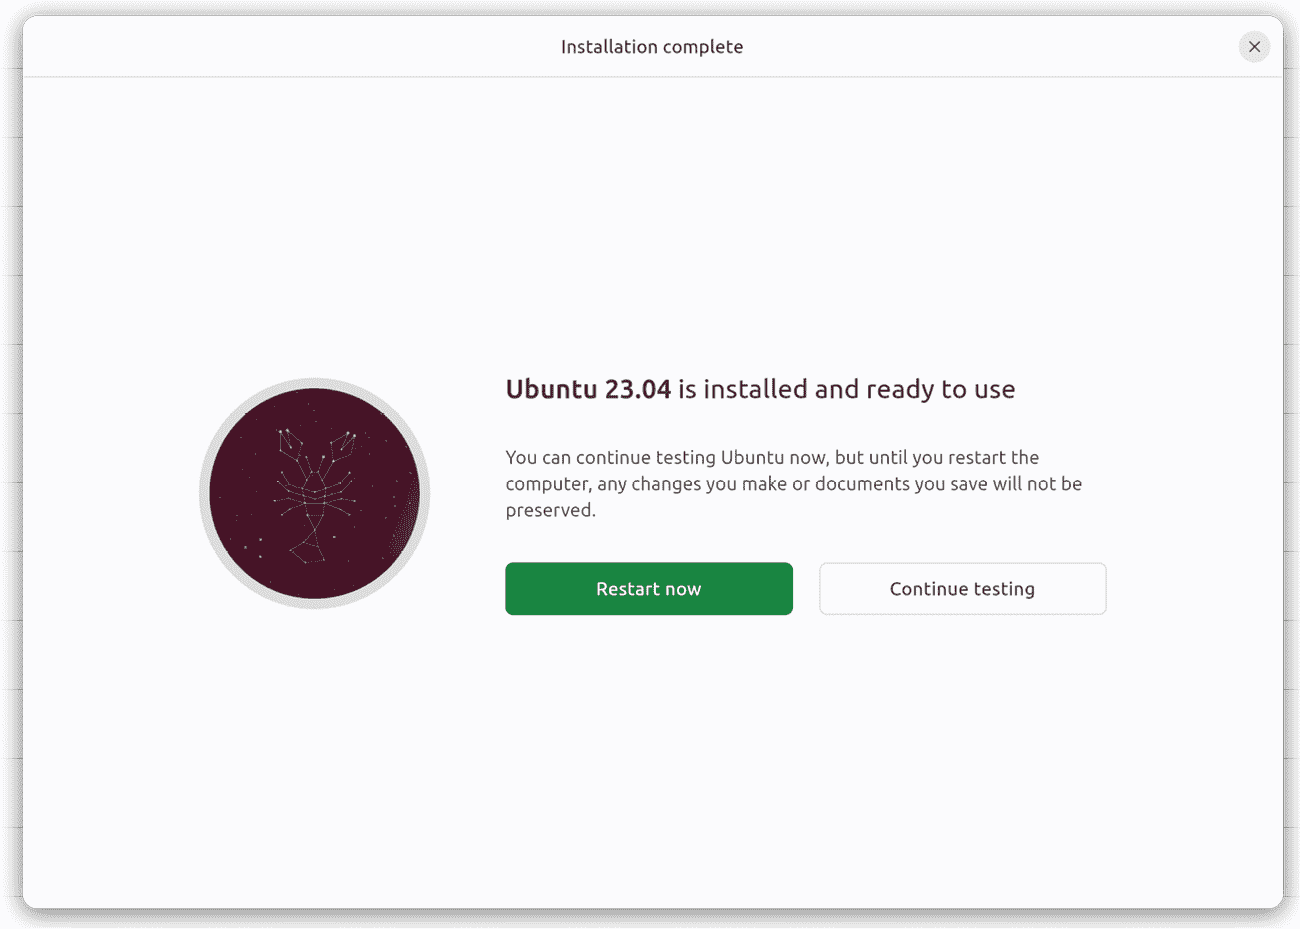 Installation complete
Ubuntu 23.04 is installed and ready to use
You can continue testing Ubuntu now, but until you restart the
computer, any changes you make or documents you save will not be
preserved.
Restart now
Continue testing